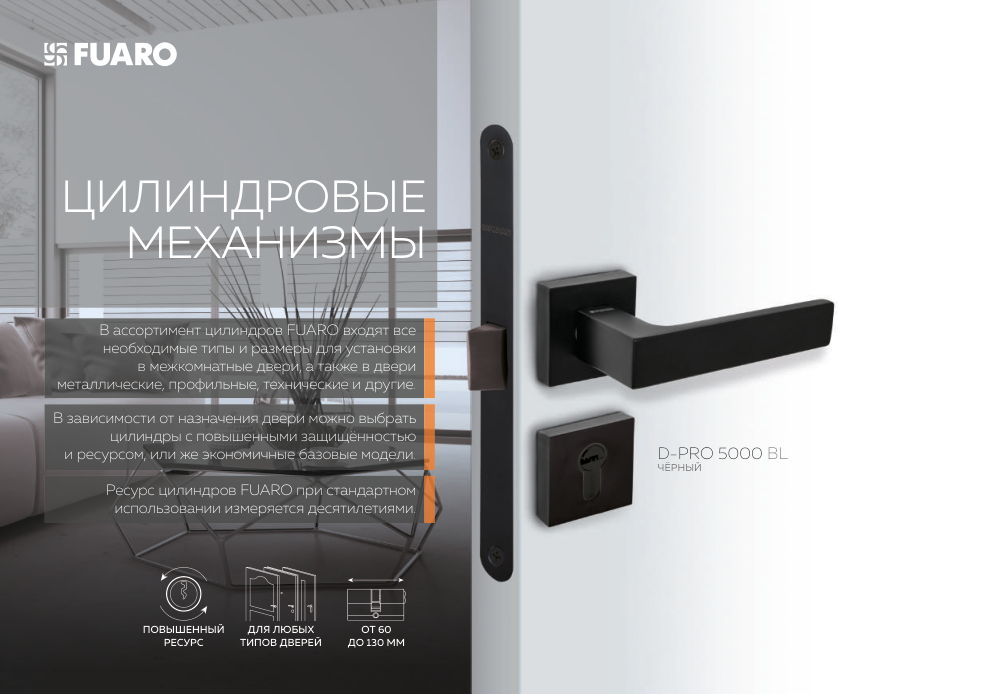 FUARO
ЦИЛИНДРОВЫЕ
МЕХАНИЗМЫ
В ассортимент цилиндров FUARO входят все
необходимые типы и размеры для установки
в межкомнатные двери, а также в двери
металлические, профильные, технические и другие.
В зависимости от назначения двери можно выбрать
цилиндры с повышенными защищённостью
и ресурсом, или же экономичные базовые модели.
Ресурс цилиндров FUARO при стандартном
использовании измеряется десятилетиями.
ПОВЫШЕННЫЙ
РЕСУРС
ДЛЯ ЛЮБЫХ
ТИПОВ ДВЕРЕЙ
ОТ 60
ДО 130 ММ
D-PRO 5000 BL
ЧЁРНЫЙ